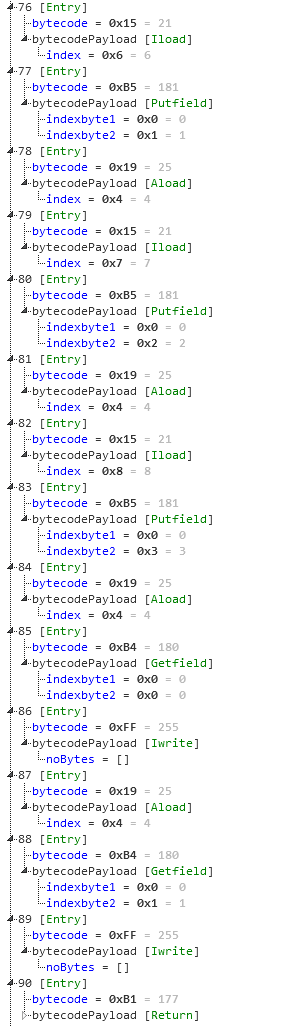 76 [Entry]
bytecode = 0x15 = 21
bytecodePayload [Iload]
index = 0x6 = 6
77 [Entry]
bytecode = 0xB5 = 181
bytecodePayload [Putfield]
indexbyte1 = 0x0 = 0
indexbyte2 = 0x1 = 1
78 [Entry]
bytecode = 0x19 = 25
bytecodePayload [Aload]
index = 0x4 = 4
79 [Entry]
bytecode = 0x15 = 21
bytecodePayload [Iload]
index = 0x7 = 7
80 [Entry]
bytecode = 0xB5 = 181
bytecodePayload [Putfield]
indexbyte1 = 0x0 = 0
indexbyte2 = 0x2 = 2
81 [Entry]
bytecode = 0x19 = 25
bytecodePayload [Aload]
index = 0x4 = 4
82 [Entry]
bytecode = 0x15 = 21
bytecodePayload [Iload]
index = 0x8 = 8
83 [Entry]
bytecode = 0xB5 = 181
bytecodePayload [Putfield]
indexbyte1 = 0x0 = 0
indexbyte2 = 0x3 = 3
84 [Entry]
bytecode = 0x19 = 25
bytecodePayload [Aload]
index = 0x4 = 4
85 [Entry]
bytecode = 0xB4 = 180
bytecodePayload [Getfield]
indexbyte1 = 0x0 = 0
indexbyte2 = 0x0 = 0
86 [Entry]
bytecode = 0xFF = 255
bytecodePayload [Iwrite]
noBytes = []
87 [Entry]
bytecode = 0x19 = 25
bytecodePayload [Aload]
index = 0x4 = 4
88 [Entry]
bytecode = 0xB4 = 180
bytecodePayload [Getfield]
indexbyte1 = 0x0 = 0
indexbyte2 = 0x1 = 1
89 [Entry]
bytecode = 0xFF = 255
bytecodePayload [Iwrite]
noBytes = []
90 [Entry]
bytecode = 0xB1 = 177
bytecodePayload [Return]